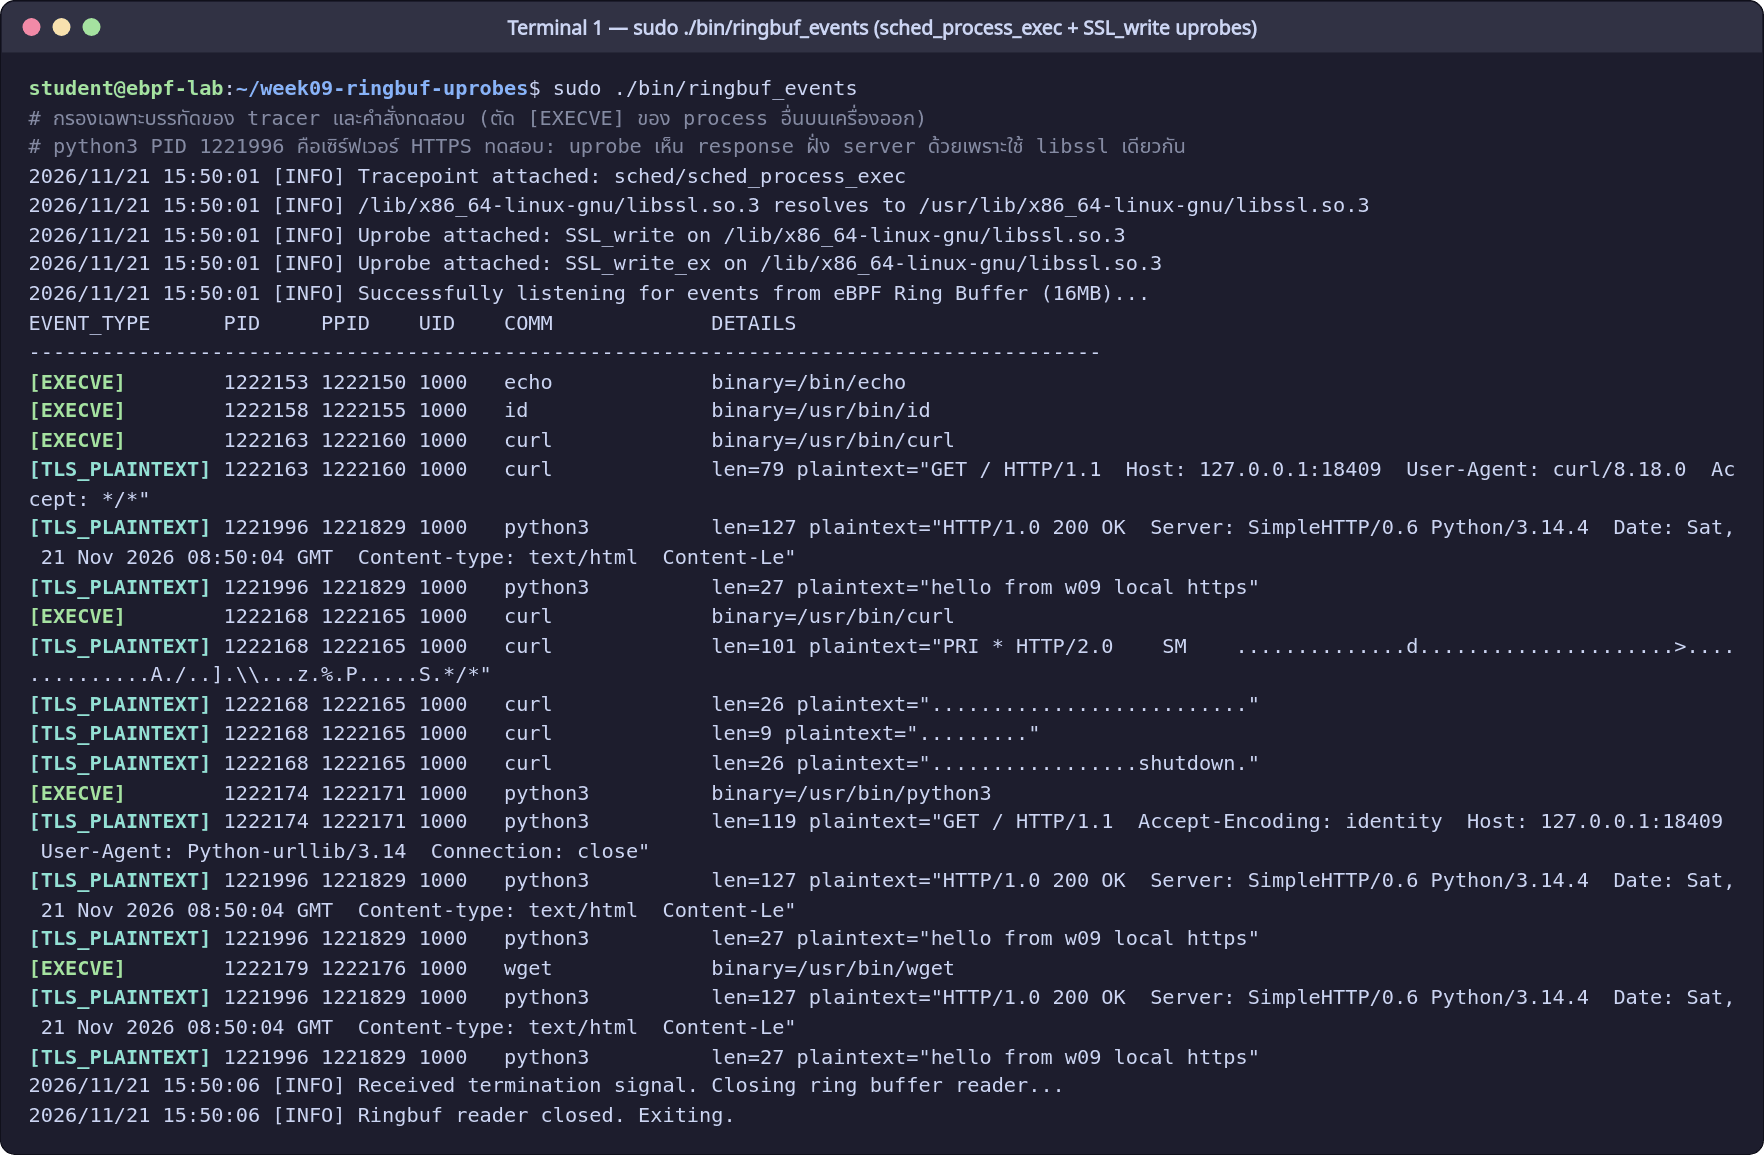 Terminal 1 — sudo ./bin/ringbuf_events (sched_process_exec + SSL_write uprobes)
student@ebpf-lab:~/week09-ringbuf-uprobes$ sudo ./bin/ringbuf_events
# กรองเฉพาะบรรทัดของ tracer และคำสั่งทดสอบ (ตัด [EXECVE] ของ process อื่นบนเครื่องออก)
# python3 PID 1221996 คือเซิร์ฟเวอร์ HTTPS ทดสอบ: uprobe เห็น response ฝั่ง server ด้วยเพราะใช้ libssl เดียวกัน
2026/11/21 15:50:01 [INFO] Tracepoint attached: sched/sched_process_exec
2026/11/21 15:50:01 [INFO] /lib/x86_64-linux-gnu/libssl.so.3 resolves to /usr/lib/x86_64-linux-gnu/libssl.so.3
2026/11/21 15:50:01 [INFO] Uprobe attached: SSL_write on /lib/x86_64-linux-gnu/libssl.so.3
2026/11/21 15:50:01 [INFO] Uprobe attached: SSL_write_ex on /lib/x86_64-linux-gnu/libssl.so.3
2026/11/21 15:50:01 [INFO] Successfully listening for events from eBPF Ring Buffer (16MB)...
EVENT_TYPE      PID     PPID    UID    COMM             DETAILS
----------------------------------------------------------------------------------------
[EXECVE]        1222153 1222150 1000   echo             binary=/bin/echo
[EXECVE]        1222158 1222155 1000   id               binary=/usr/bin/id
[EXECVE]        1222163 1222160 1000   curl             binary=/usr/bin/curl
[TLS_PLAINTEXT] 1222163 1222160 1000   curl             len=79 plaintext="GET / HTTP/1.1  Host: 127.0.0.1:18409  User-Agent: curl/8.18.0  Ac
cept: */*"
[TLS_PLAINTEXT] 1221996 1221829 1000   python3          len=127 plaintext="HTTP/1.0 200 OK  Server: SimpleHTTP/0.6 Python/3.14.4  Date: Sat,
 21 Nov 2026 08:50:04 GMT  Content-type: text/html  Content-Le"
[TLS_PLAINTEXT] 1221996 1221829 1000   python3          len=27 plaintext="hello from w09 local https"
[EXECVE]        1222168 1222165 1000   curl             binary=/usr/bin/curl
[TLS_PLAINTEXT] 1222168 1222165 1000   curl             len=101 plaintext="PRI * HTTP/2.0    SM    ..............d.....................>....
..........A./..].\\...z.%.P.....S.*/*"
[TLS_PLAINTEXT] 1222168 1222165 1000   curl             len=26 plaintext=".........................."
[TLS_PLAINTEXT] 1222168 1222165 1000   curl             len=9 plaintext="........."
[TLS_PLAINTEXT] 1222168 1222165 1000   curl             len=26 plaintext=".................shutdown."
[EXECVE]        1222174 1222171 1000   python3          binary=/usr/bin/python3
[TLS_PLAINTEXT] 1222174 1222171 1000   python3          len=119 plaintext="GET / HTTP/1.1  Accept-Encoding: identity  Host: 127.0.0.1:18409
 User-Agent: Python-urllib/3.14  Connection: close"
[TLS_PLAINTEXT] 1221996 1221829 1000   python3          len=127 plaintext="HTTP/1.0 200 OK  Server: SimpleHTTP/0.6 Python/3.14.4  Date: Sat,
 21 Nov 2026 08:50:04 GMT  Content-type: text/html  Content-Le"
[TLS_PLAINTEXT] 1221996 1221829 1000   python3          len=27 plaintext="hello from w09 local https"
[EXECVE]        1222179 1222176 1000   wget             binary=/usr/bin/wget
[TLS_PLAINTEXT] 1221996 1221829 1000   python3          len=127 plaintext="HTTP/1.0 200 OK  Server: SimpleHTTP/0.6 Python/3.14.4  Date: Sat,
 21 Nov 2026 08:50:04 GMT  Content-type: text/html  Content-Le"
[TLS_PLAINTEXT] 1221996 1221829 1000   python3          len=27 plaintext="hello from w09 local https"
2026/11/21 15:50:06 [INFO] Received termination signal. Closing ring buffer reader...
2026/11/21 15:50:06 [INFO] Ringbuf reader closed. Exiting.